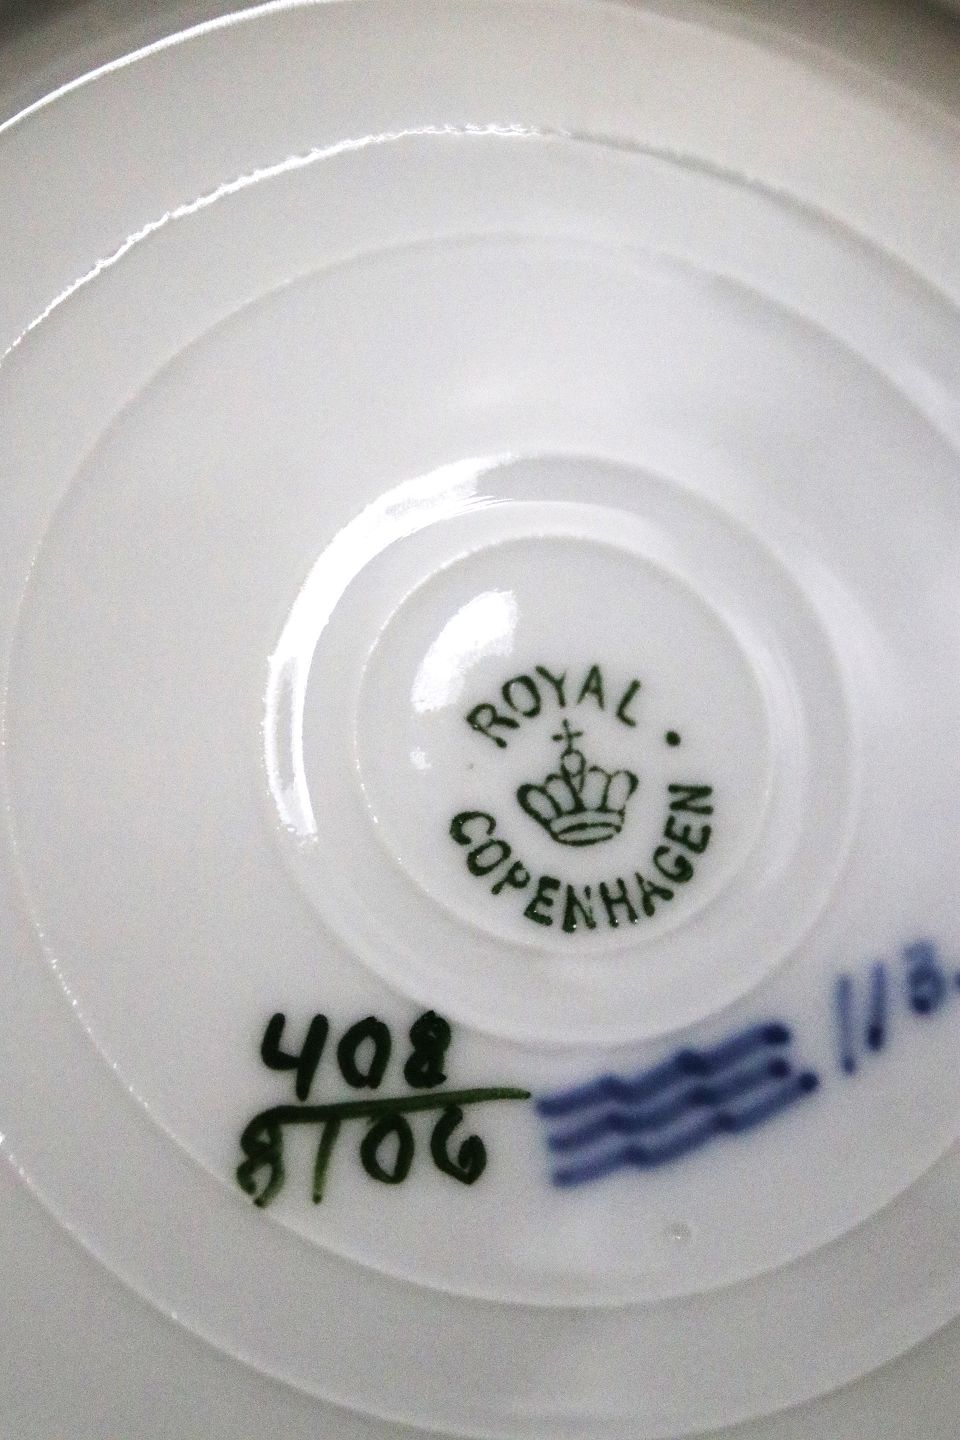 ROYAL.
COPENHAGEN
408
8106